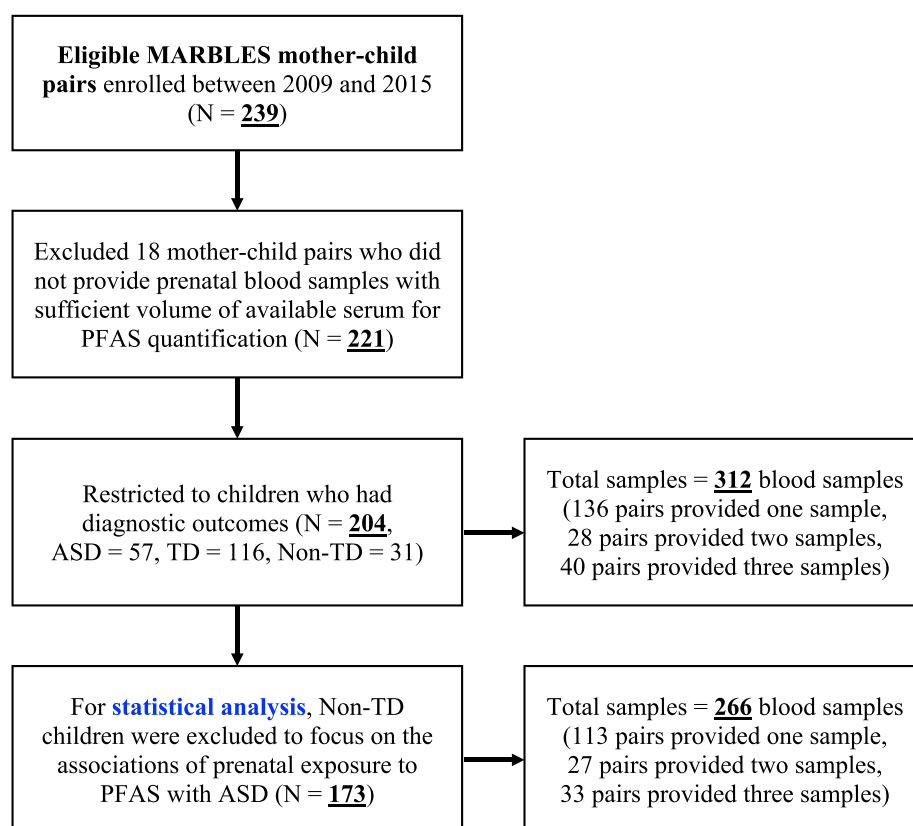 Eligible MARBLES mother-child
pairs enrolled between 2009 and 2015
(N = 239)
Excluded 18 mother-child pairs who did
not provide prenatal blood samples with
sufficient volume of available serum for
PFAS quantification (N = 221)
Restricted to children who had
diagnostic outcomes (N = 204,
ASD = 57, TD = 116, Non-TD = 31)
Total samples = 312 blood samples
(136 pairs provided one sample,
28 pairs provided two samples,
40 pairs provided three samples)
For statistical analysis, Non-TD
children were excluded to focus on the
associations of prenatal exposure to
PFAS with ASD (N = 173)
Total samples = 266 blood samples
(113 pairs provided one sample,
27 pairs provided two samples,
33 pairs provided three samples)